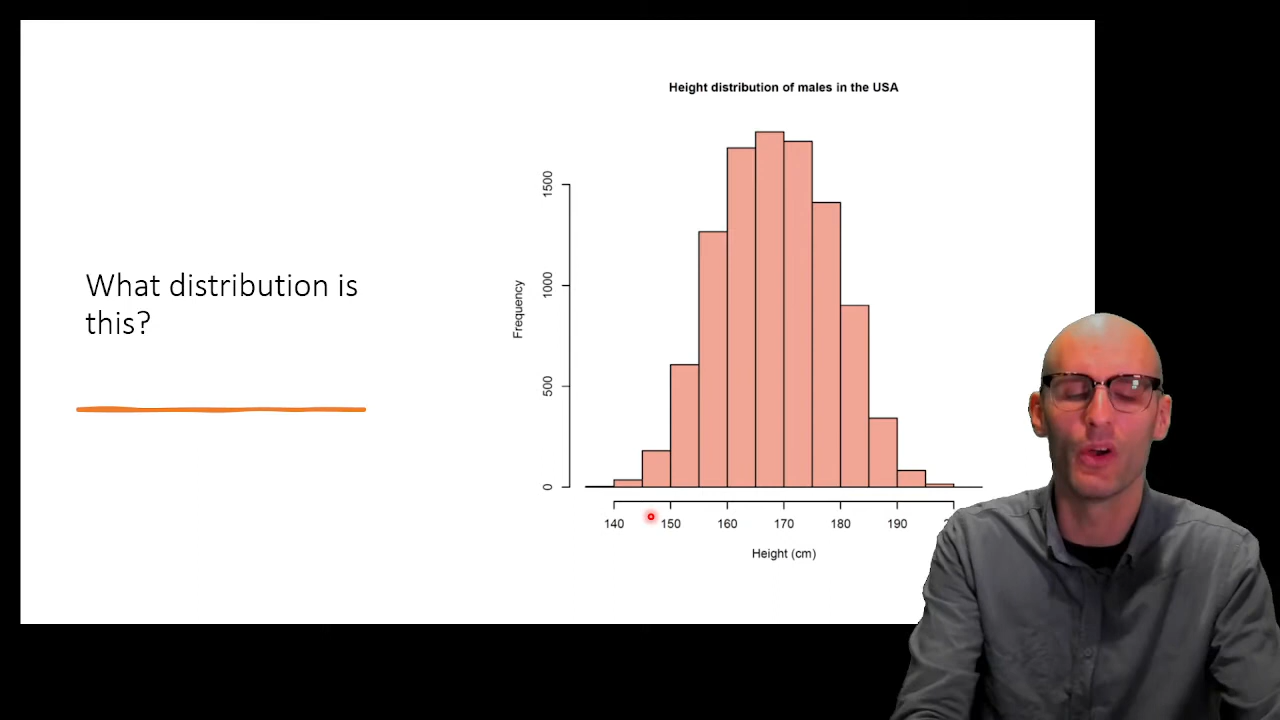 What distribution is
this?
Height distribution of males in the USA
Frequency
1500
1000
500
0
140 150 160 170 180 190
Height (cm)